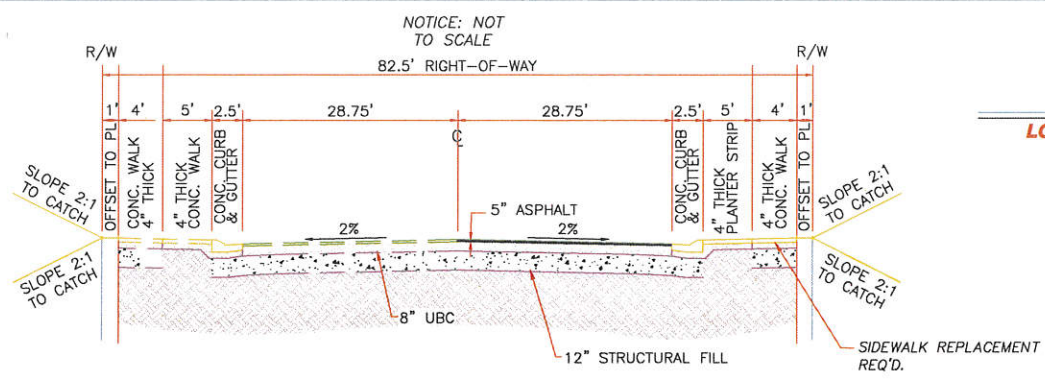 NOTICE: NOT
TO SCALE
R/W
R/W
82.5' RIGHT-OF-WAY
1'
4'
5'
2.5'
28.75'
28.75'
2.5'
5'
4'
1'
LO
℄
OFFSET TO PL
CONC. WALK
4" THICK
4" THICK
CONC. WALK
CONC. CURB
& GUTTER
CONC. CURB
& GUTTER
4" THICK
PLANTER STRIP
4" THICK
CONC. WALK
OFFSET TO PL
SLOPE 2:1
TO CATCH
SLOPE 2:1
TO CATCH
5" ASPHALT
2%
2%
SLOPE 2:1
TO CATCH
SLOPE 2:1
TO CATCH
8" UBC
12" STRUCTURAL FILL
SIDEWALK REPLACEMENT
REQ'D.